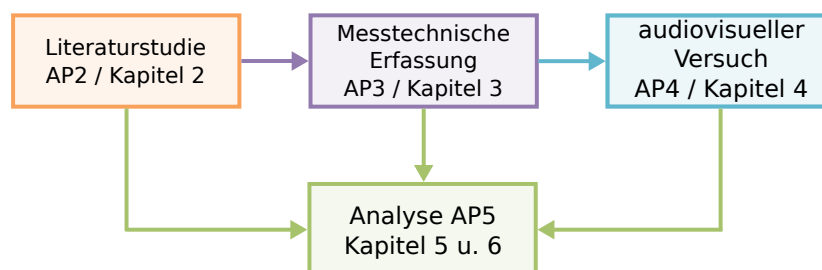 Literaturstudie
AP2 / Kapitel 2
Messtechnische
Erfassung
AP3 / Kapitel 3
audiovisueller
Versuch
AP4 / Kapitel 4
Analyse AP5
Kapitel 5 u. 6